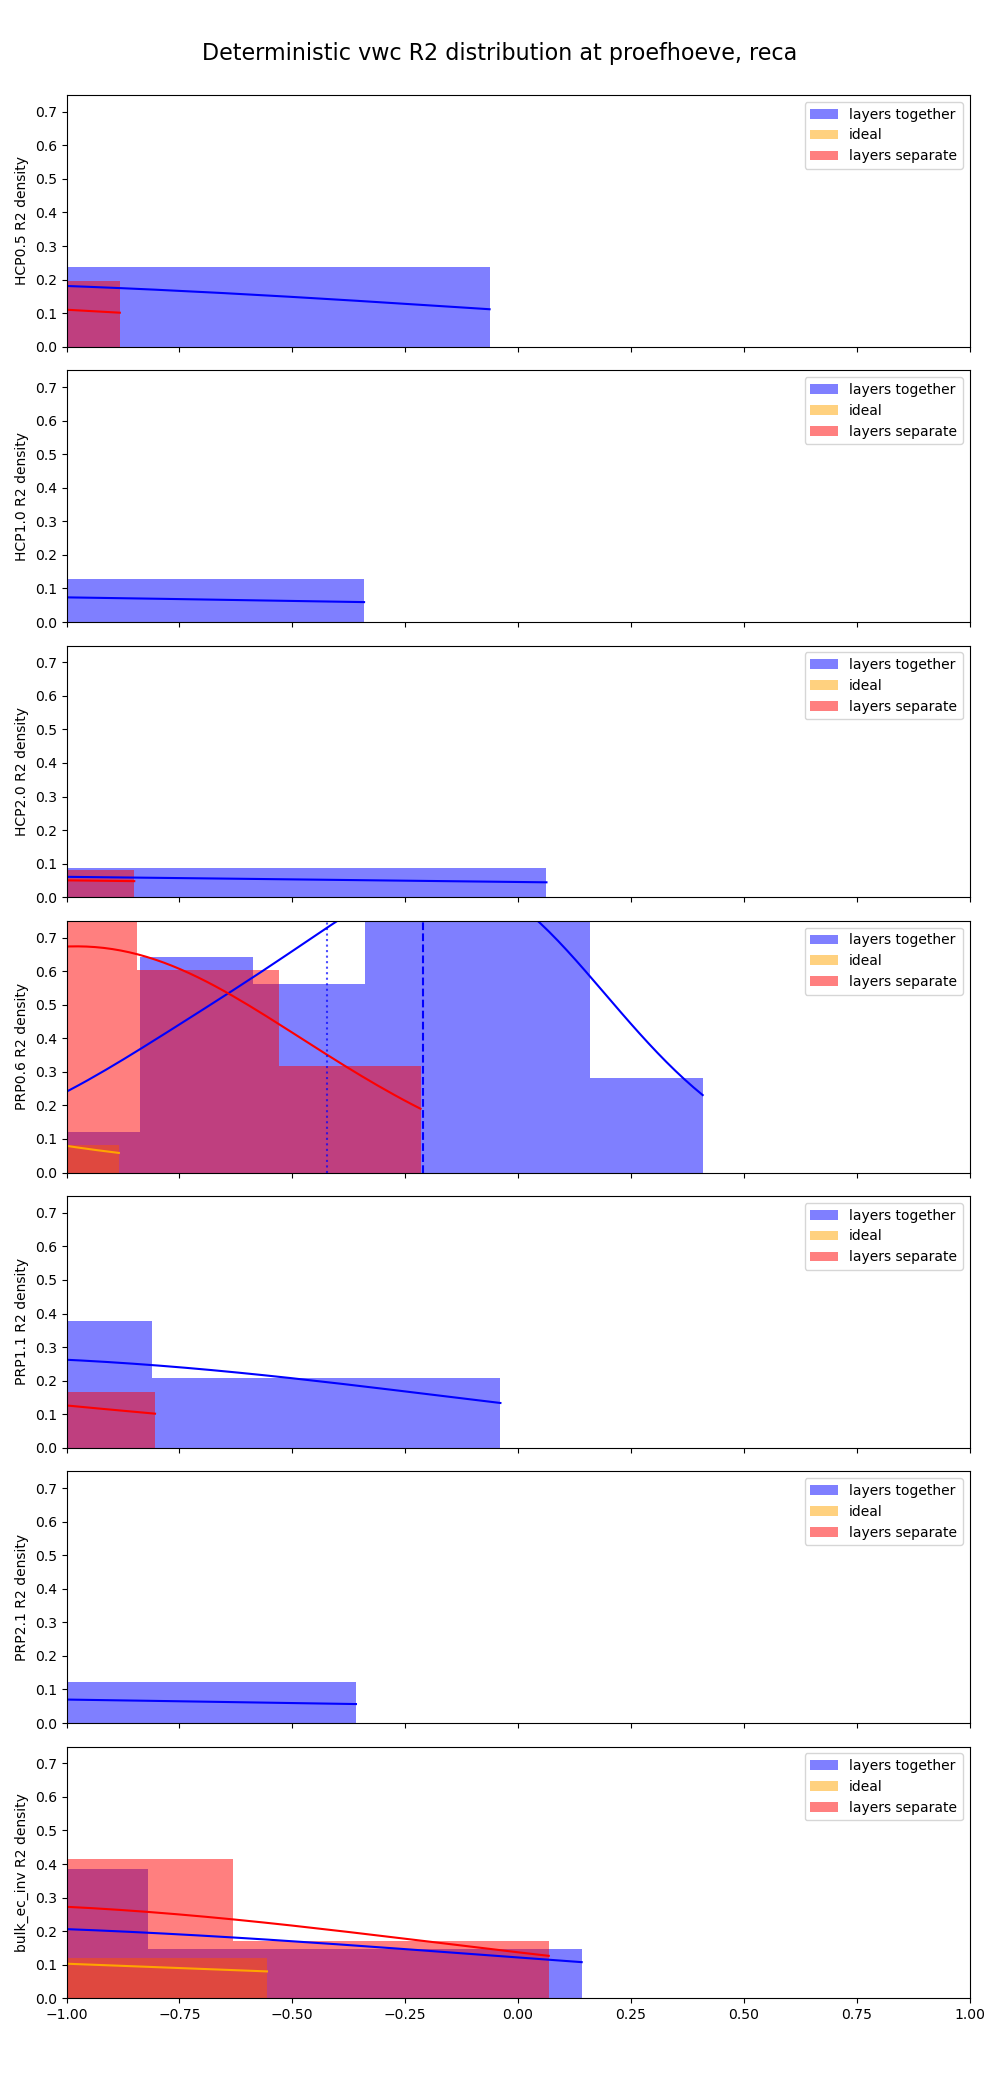 Deterministic vwc R2 distribution at proefhoeve, reca
HCP0.5 R2 density
0.7
0.6
0.5
0.4
0.3
0.2
0.1
0.0
layers together
ideal
layers separate
HCP1.0 R2 density
0.7
0.6
0.5
0.4
0.3
0.2
0.1
0.0
layers together
ideal
layers separate
HCP2.0 R2 density
0.7
0.6
0.5
0.4
0.3
0.2
0.1
0.0
layers together
ideal
layers separate
PRP0.6 R2 density
0.7
0.6
0.5
0.4
0.3
0.2
0.1
0.0
layers together
ideal
layers separate
PRP1.1 R2 density
0.7
0.6
0.5
0.4
0.3
0.2
0.1
0.0
layers together
ideal
layers separate
PRP2.1 R2 density
0.7
0.6
0.5
0.4
0.3
0.2
0.1
0.0
layers together
ideal
layers separate
bulk_ec_inv R2 density
0.7
0.6
0.5
0.4
0.3
0.2
0.1
0.0
layers together
ideal
layers separate
−1.00 −0.75 −0.50 −0.25 0.00 0.25 0.50 0.75 1.00